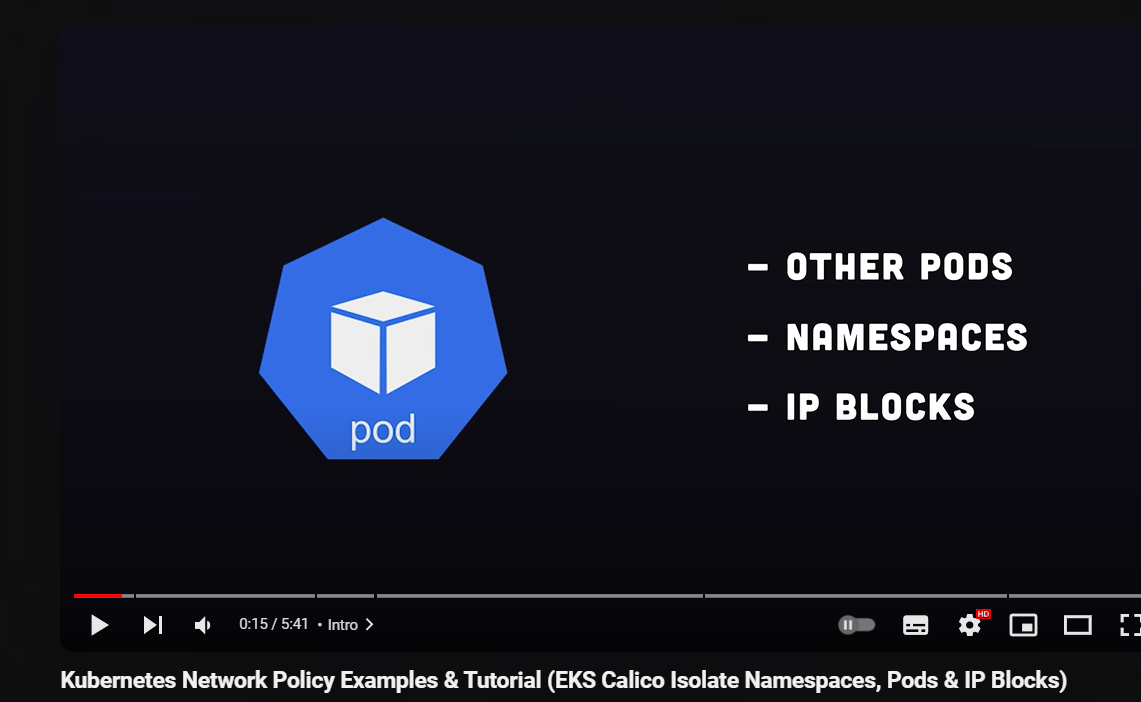 – OTHER PODS
– NAMESPACES
– IP BLOCKS
pod
HD
0:15 / 5:41 • Intro >
Kubernetes Network Policy Examples & Tutorial (EKS Calico Isolate Namespaces, Pods & IP Blocks)